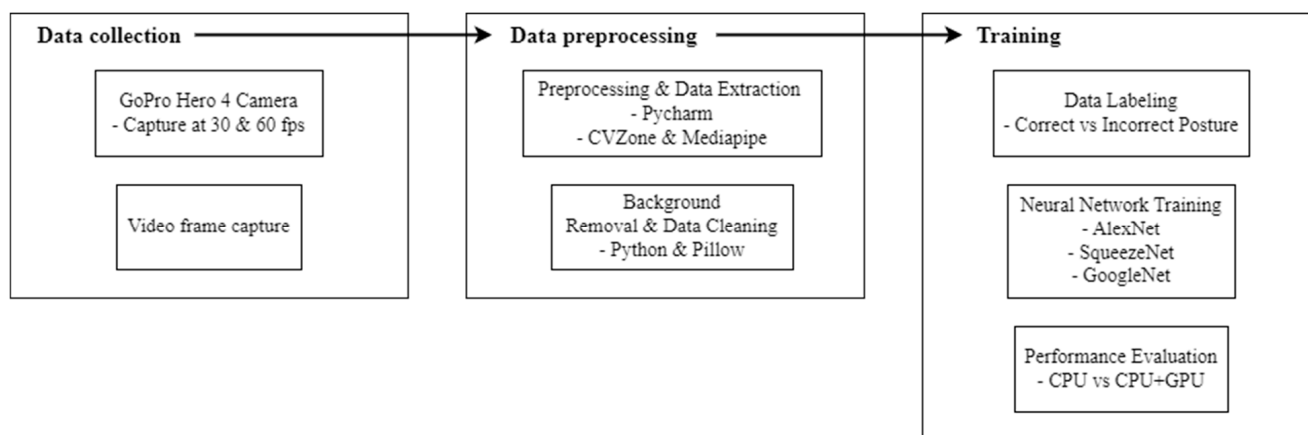 Data collection
GoPro Hero 4 Camera
- Capture at 30 & 60 fps
Video frame capture
Data preprocessing
Preprocessing & Data Extraction
- Pycharm
- CVZone & Mediapipe
Background
Removal & Data Cleaning
- Python & Pillow
Training
Data Labeling
- Correct vs Incorrect Posture
Neural Network Training
- AlexNet
- SqueezeNet
- GoogleNet
Performance Evaluation
- CPU vs CPU+GPU